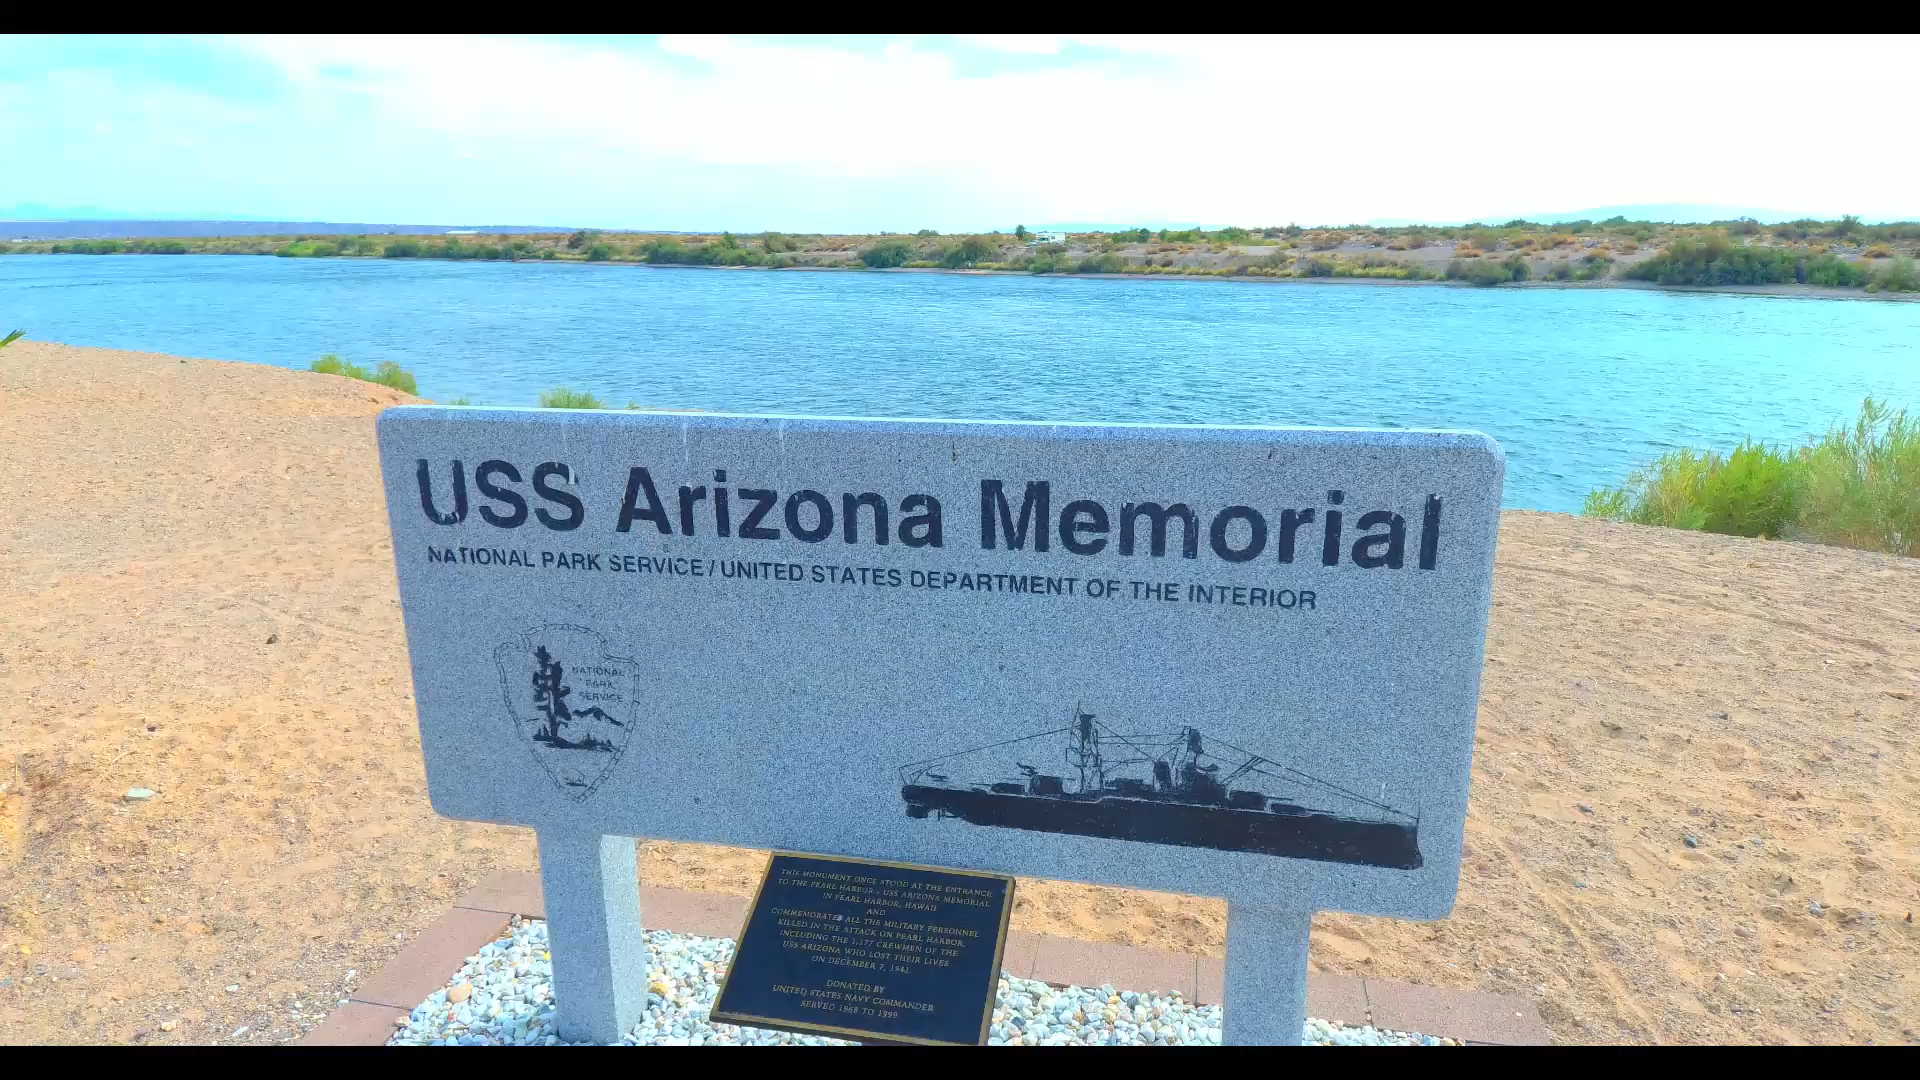 USS Arizona Memorial
NATIONAL PARK SERVICE / UNITED STATES DEPARTMENT OF THE INTERIOR
NATIONAL
PARK
SERVICE
THIS MONUMENT ONCE STOOD AT THE ENTRANCE
TO THE PEARL HARBOR - USS ARIZONA MEMORIAL
IN PEARL HARBOR, HAWAII
AND
COMMEMORATES ALL THE MILITARY PERSONNEL
KILLED IN THE ATTACK ON PEARL HARBOR,
INCLUDING THE 1,177 CREWMEN OF THE
USS ARIZONA WHO LOST THEIR LIVES
ON DECEMBER 7, 1941.
DONATED BY
UNITED STATES NAVY COMMANDER
SERVED 1968 TO 1999